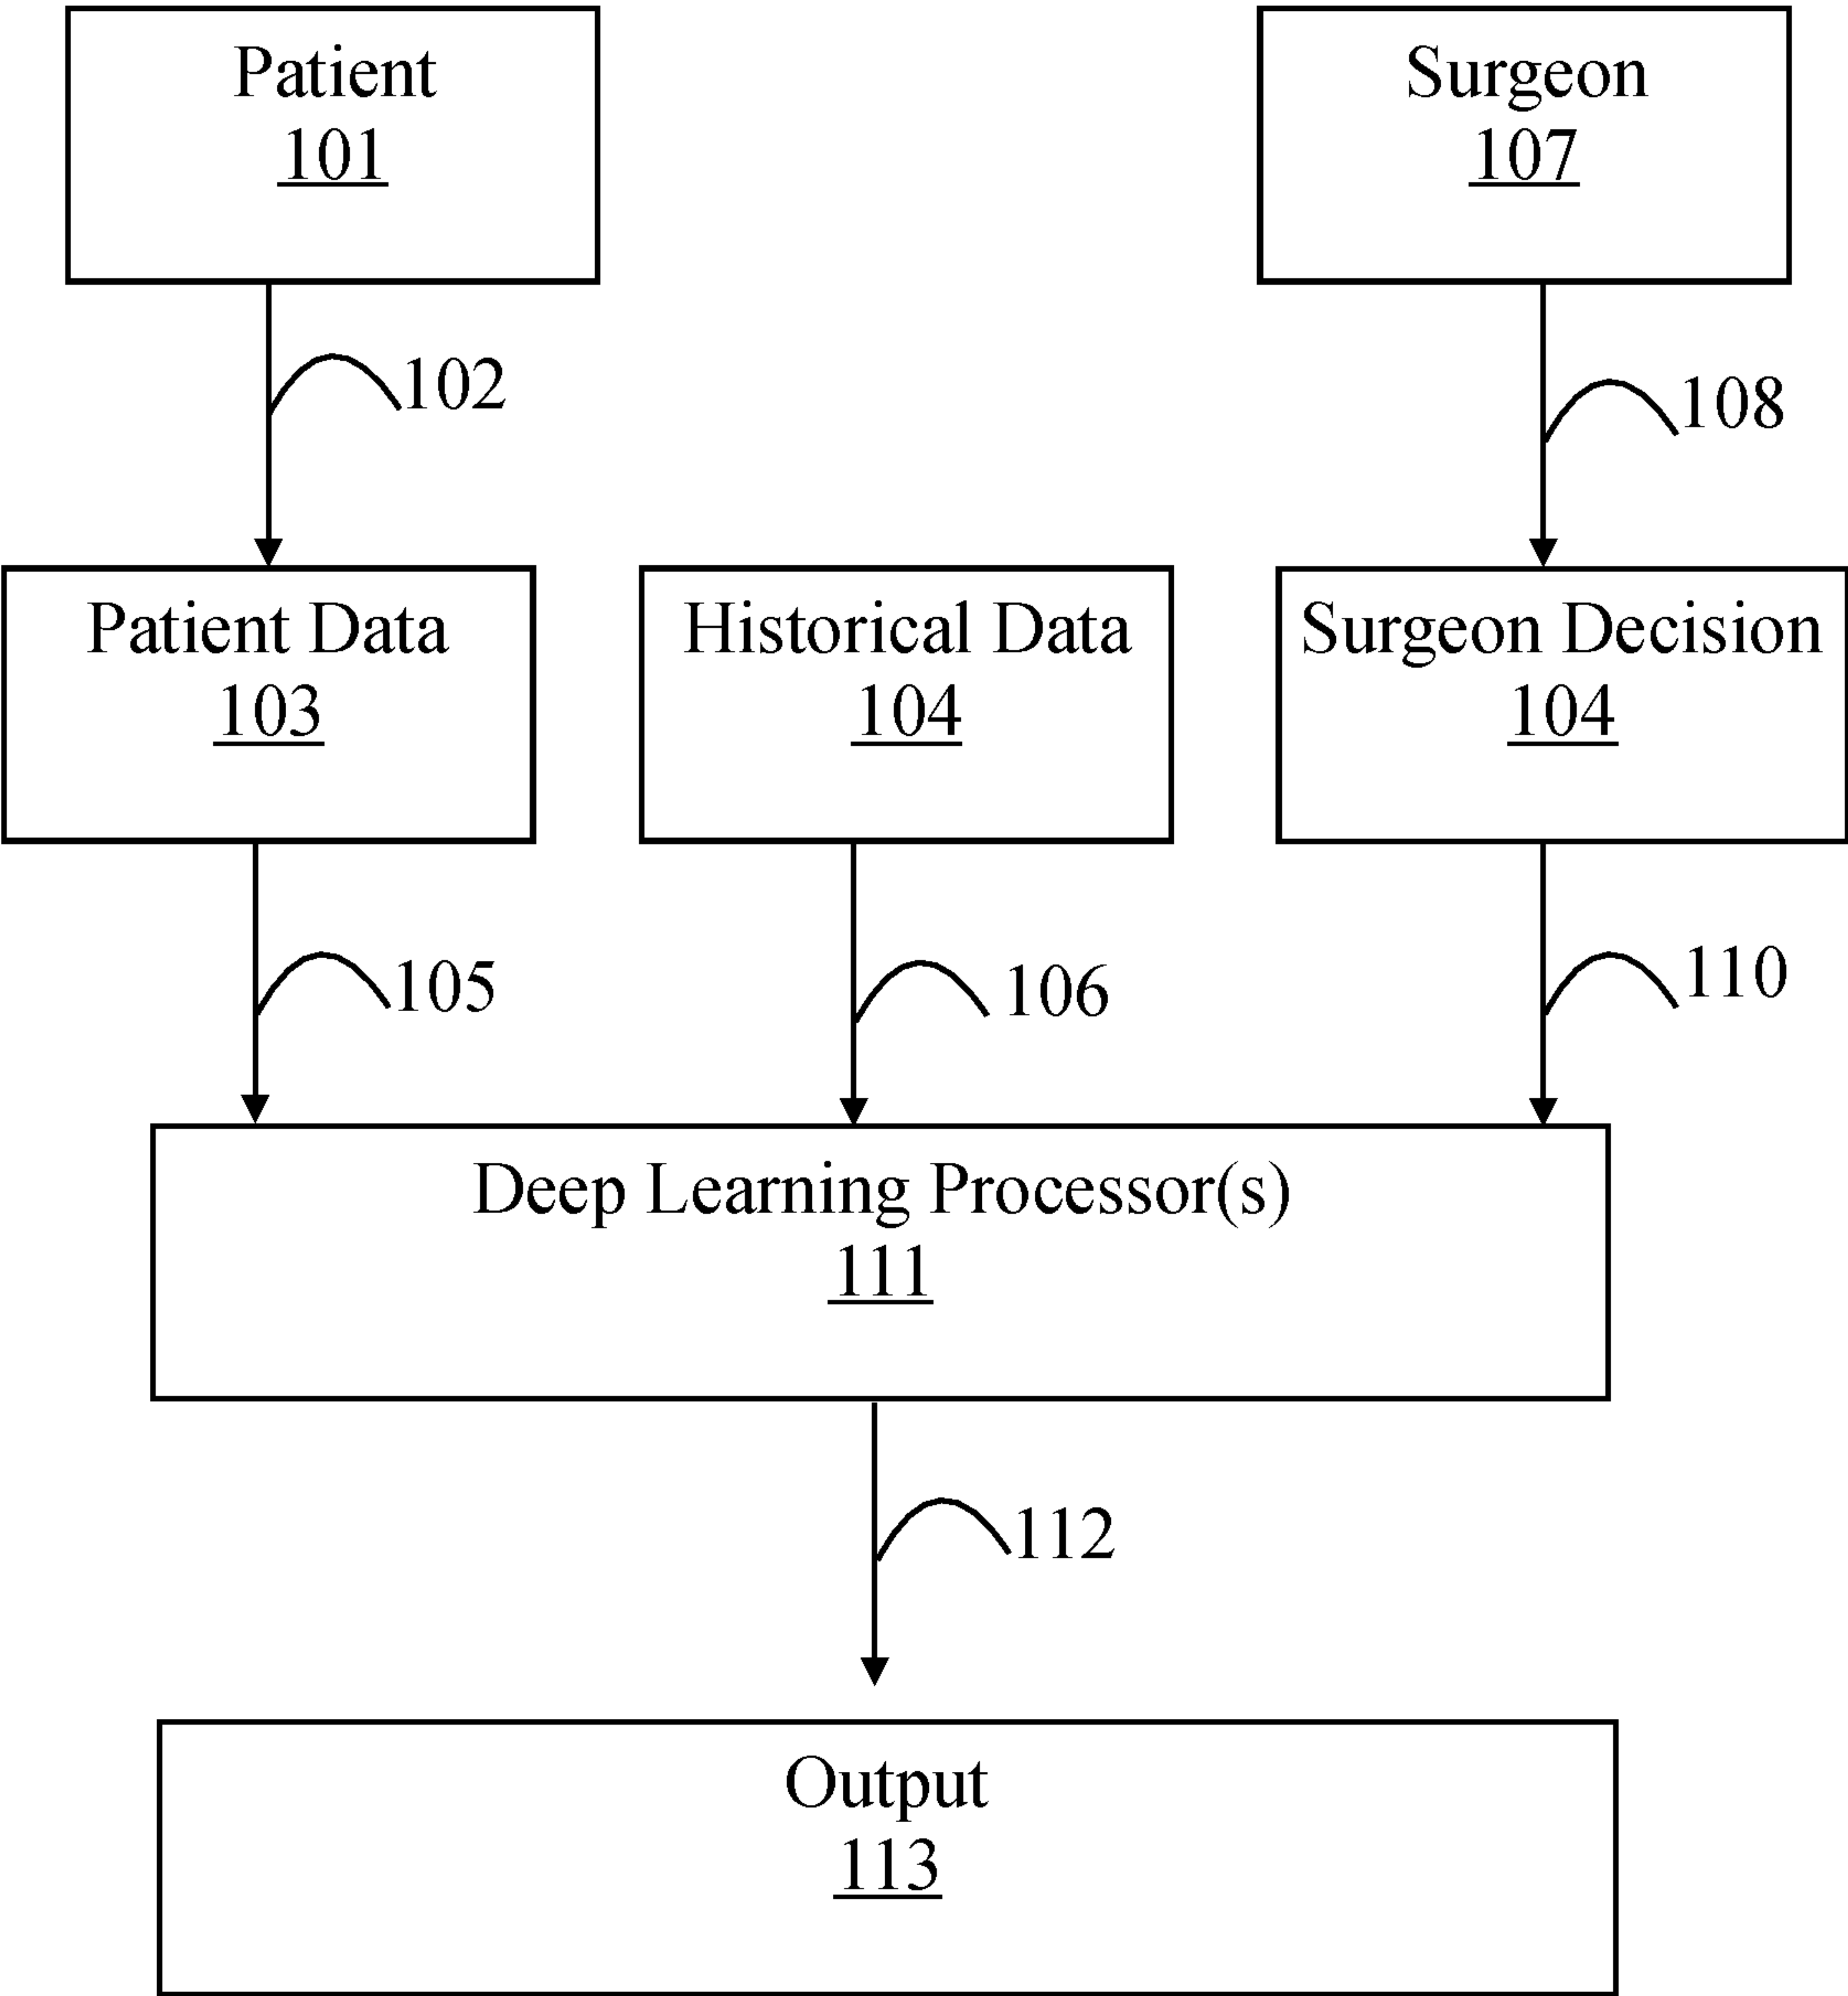 Patient
101
Surgeon
107
102
108
Patient Data
103
Historical Data
104
Surgeon Decision
104
105
106
110
Deep Learning Processor(s)
111
112
Output
113